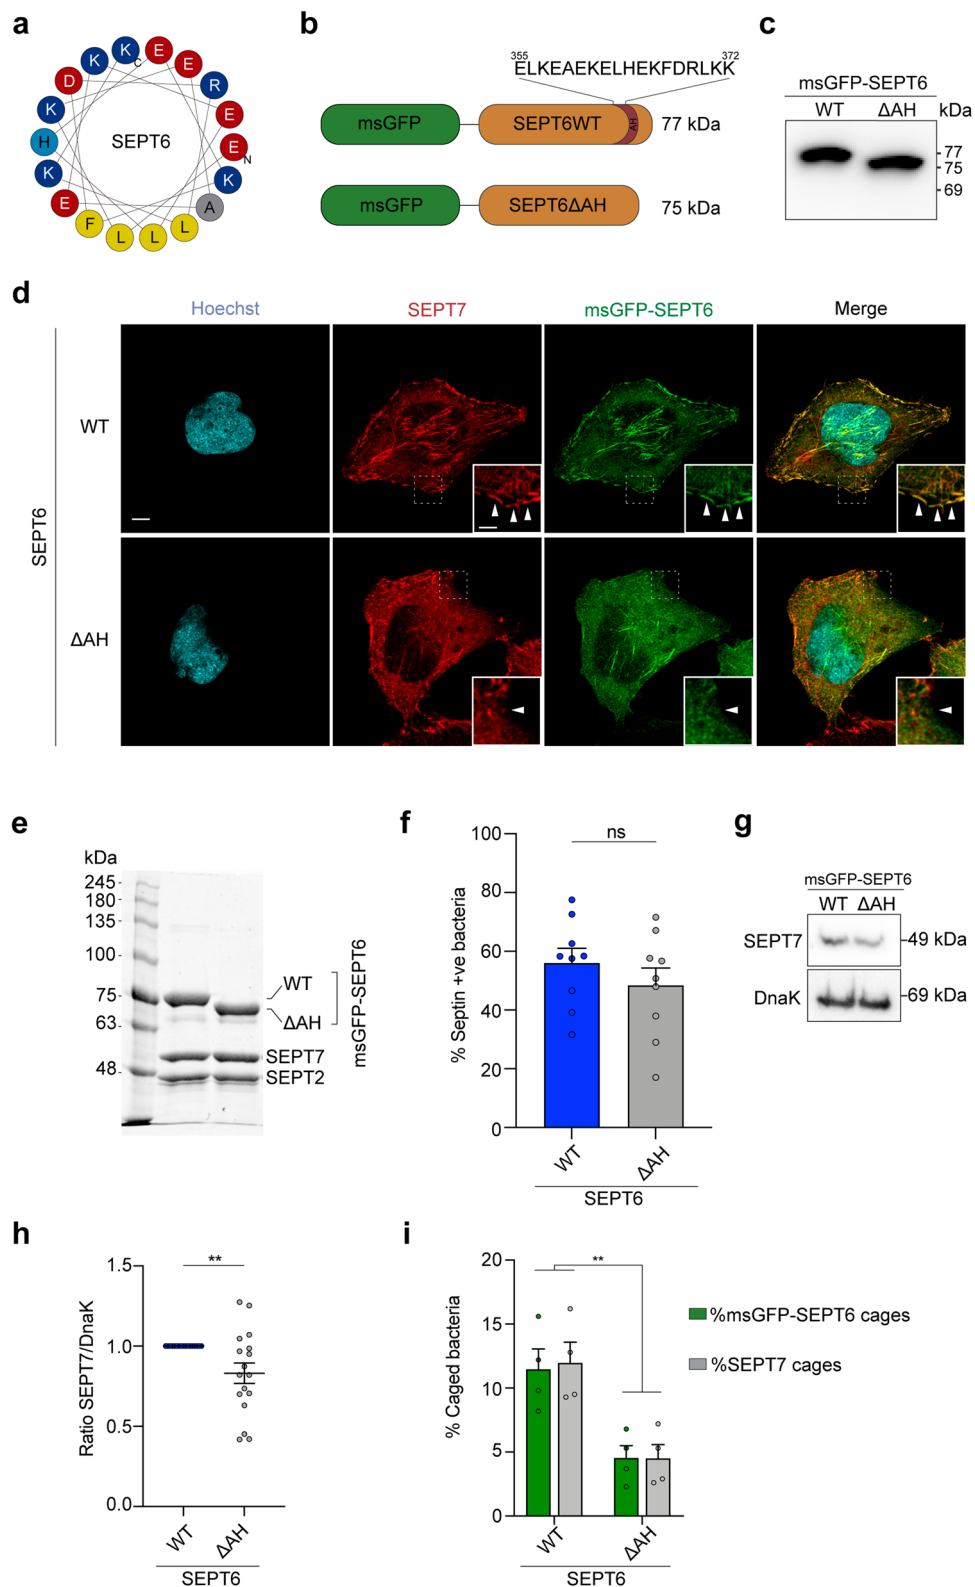 a
K
K
C
E
E
D
R
K
E
H
SEPT6
E
N
K
K
E
A
F
L
L
L
b
355
372
ELKEAEKELHEKFDRLKK
msGFP
SEPT6WT
AH
77 kDa
msGFP
SEPT6ΔAH
75 kDa
c
msGFP-SEPT6
WT ΔAH kDa
77
75
69
d
Hoechst SEPT7 msGFP-SEPT6 Merge
SEPT6
WT
ΔAH
e
kDa
245
180
135
100
75
63
48
WT
ΔAH
msGFP-SEPT6
SEPT7
SEPT2
f
% Septin +ve bacteria
100
80
60
40
20
0
ns
WT
ΔAH
SEPT6
g
msGFP-SEPT6
WT ΔAH
SEPT7
49 kDa
DnaK
69 kDa
h
Ratio SEPT7/DnaK
1.5
1.0
0.5
0.0
**
WT
ΔAH
SEPT6
i
% Caged bacteria
20
15
10
5
0
**
WT
ΔAH
SEPT6
%msGFP-SEPT6 cages
%SEPT7 cages